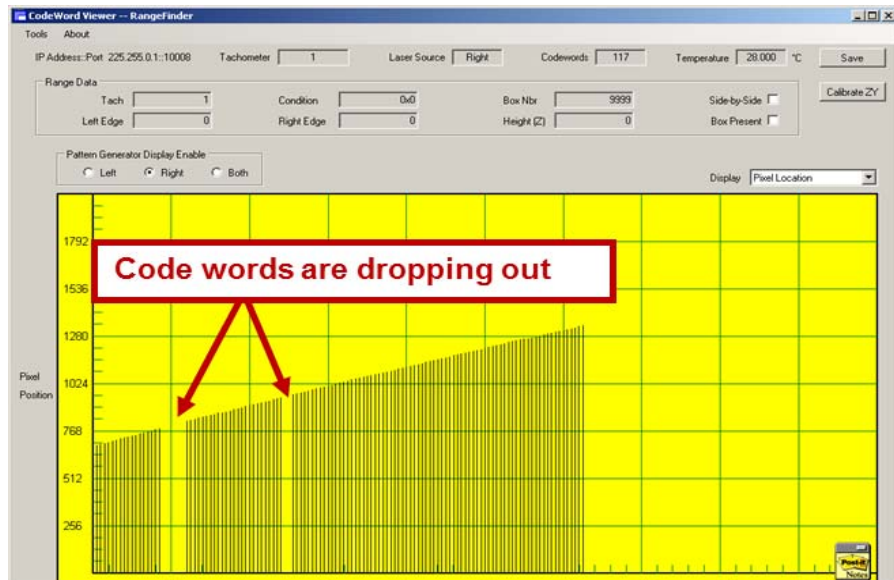 CodeWord Viewer -- RangeFinder
Tools About
IP Address::Port 225.255.0.1::10008 Tachometer 1 Laser Source Right Codewords 117 Temperature 28.000 °C Save
Range Data
Calibrate ZY
Tach 1 Condition 0x0 Box Nbr 9999 Side-by-Side
Left Edge 0 Right Edge 0 Height (Z) 0 Box Present
Pattern Generator Display Enable
Left Right Both
Display Pixel Location
1792
Code words are dropping out
1536
1280
Pixel
Position
1024
768
512
256
Post-it
Notes